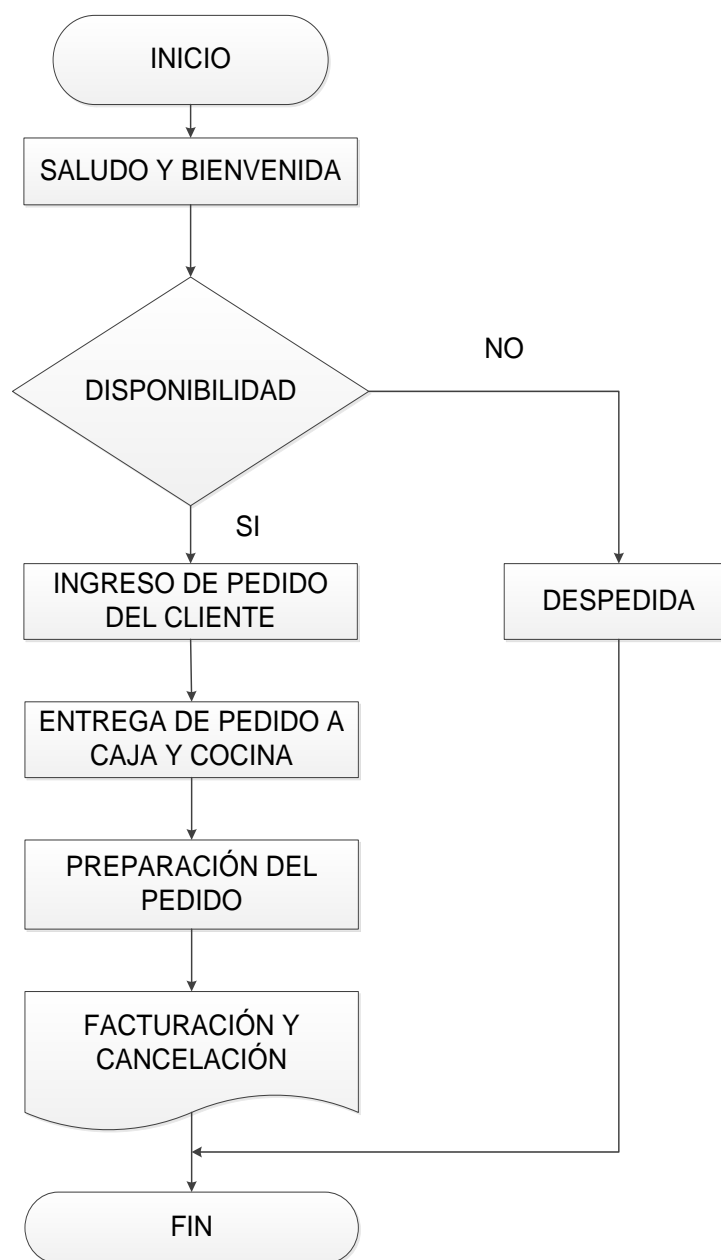 INICIO
SALUDO Y BIENVENIDA
DISPONIBILIDAD
NO
SI
INGRESO DE PEDIDO
DEL CLIENTE
DESPEDIDA
ENTREGA DE PEDIDO A
CAJA Y COCINA
PREPARACIÓN DEL
PEDIDO
FACTURACIÓN Y
CANCELACIÓN
FIN